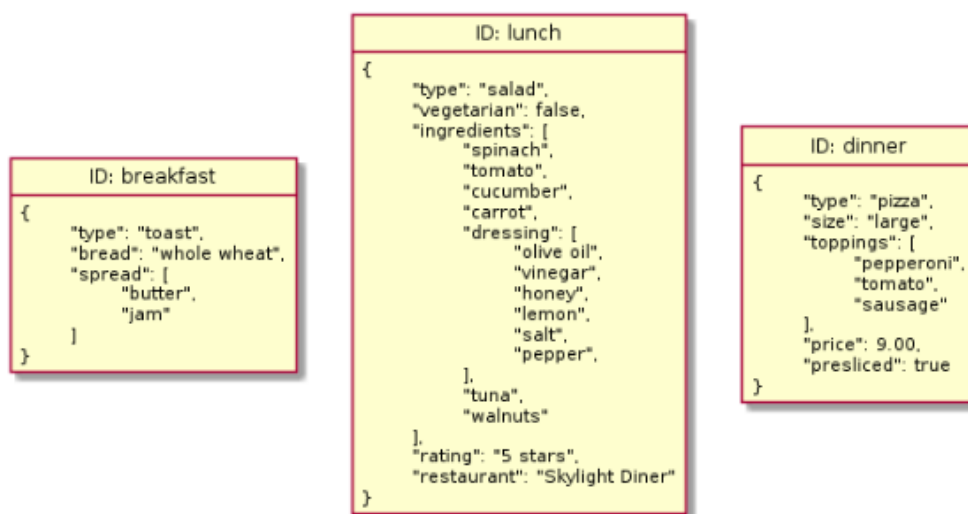 ID: breakfast
{
"type": "toast",
"bread": "whole wheat",
"spread": [
"butter",
"jam"
]
}
ID: lunch
{
"type": "salad",
"vegetarian": false,
"ingredients": [
"spinach",
"tomato",
"cucumber",
"carrot",
"dressing": [
"olive oil",
"vinegar",
"honey",
"lemon",
"salt",
"pepper",
],
"tuna",
"walnuts"
],
"rating": "5 stars",
"restaurant": "Skylight Diner"
}
ID: dinner
{
"type": "pizza",
"size": "large",
"toppings": [
"pepperoni",
"tomato",
"sausage"
],
"price": 9.00,
"presliced": true
}